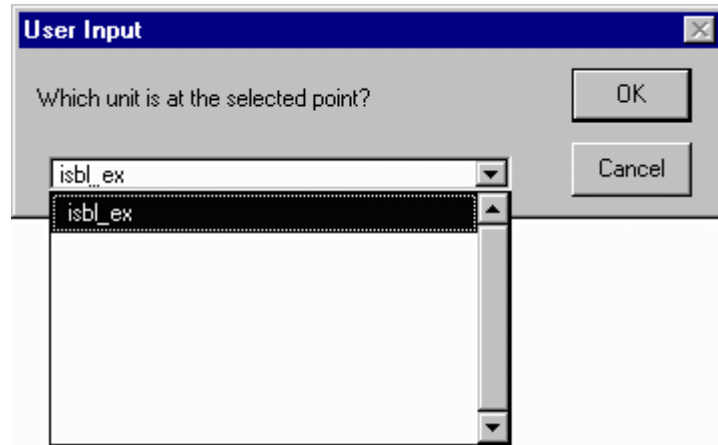 User Input
Which unit is at the selected point?
OK
isbl_ex
Cancel
isbl_ex